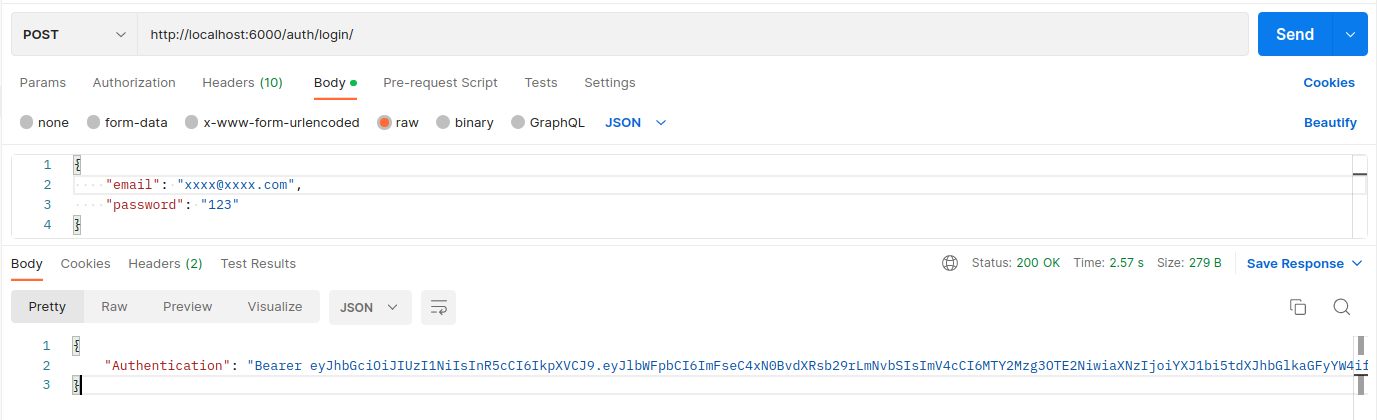 POST http://localhost:6000/auth/login/ Send
Params Authorization Headers (10) Body Pre-request Script Tests Settings Cookies
none form-data x-www-form-urlencoded raw binary GraphQL JSON Beautify
1 {
2 "email": "xxxx@xxxx.com",
3 "password": "123"
4 }
Body Cookies Headers (2) Test Results Status: 200 OK Time: 2.57 s Size: 279 B Save Response
Pretty Raw Preview Visualize JSON
1 {
2 "Authentication": "Bearer eyJhbGciOiJIUzI1NiIsInR5cCI6IkpXVCJ9.eyJlbWFpbCI6ImFseC4xN0BvdXRsb29rLmNvbSIsImV4cCI6MTY2Mzg3OTE2NiwiaXNzIjoiYXJ1bi5tdXJhbGlkaGFyYW4if
3 }